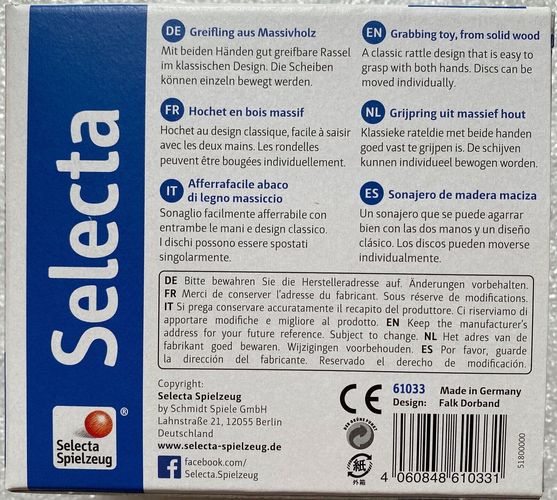 Selecta
Selecta
Spielzeug
®
DE Greifling aus Massivholz
Mit beiden Händen gut greifbare Rassel
im klassischen Design. Die Scheiben
können einzeln bewegt werden.
EN Grabbing toy, from solid wood
A classic rattle design that is easy to
grasp with both hands. Discs can be
moved individually.
FR Hochet en bois massif
Hochet au design classique, facile à saisir
avec les deux mains. Les rondelles
peuvent être bougées individuellement.
NL Grijpring uit massief hout
Klassieke rateldie met beide handen
goed vast te grijpen is. De schijven
kunnen individueel bewogen worden.
IT Afferrafacile abaco
di legno massiccio
Sonaglio facilmente afferrabile con
entrambe le mani e design classico.
I dischi possono essere spostati
singolarmente.
ES Sonajero de madera maciza
Un sonajero que se puede agarrar
bien con las dos manos y un diseño
clásico. Los discos pueden moverse
individualmente.
DE Bitte bewahren Sie die Herstelleradresse auf. Änderungen vorbehalten.
FR Merci de conserver l'adresse du fabricant. Sous réserve de modifications.
IT Si prega conservare accuratamente il recapito del produttore. Ci riserviamo di
apportare modifiche e migliorie al prodotto. EN Keep the manufacturer's
address for your future reference. Subject to change. NL Het adres van de
fabrikant goed bewaren. Wijzigingen voorbehouden. ES Por favor, guarde
la dirección del fabricante. Reservado el derecho de modificación.
Copyright:
Selecta Spielzeug
by Schmidt Spiele GmbH
Lahnstraße 21, 12055 Berlin
Deutschland
www.selecta-spielzeug.de
facebook.com/
Selecta.Spielzeug
CE
DER GRÜNE PUNKT
紙
箱
61033 Made in Germany
Design: Falk Dorband
4 060848 610331
51800000